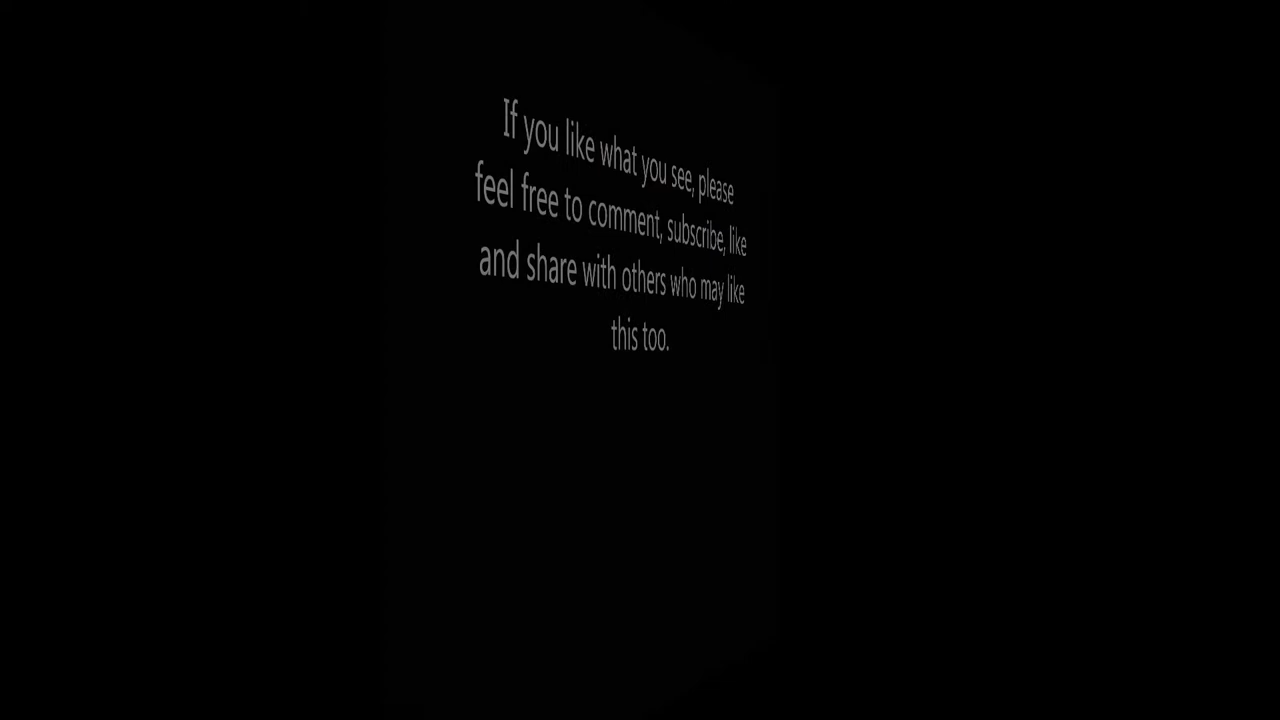 If you like what you see, please
feel free to comment, subscribe, like
and share with others who may like
this too.